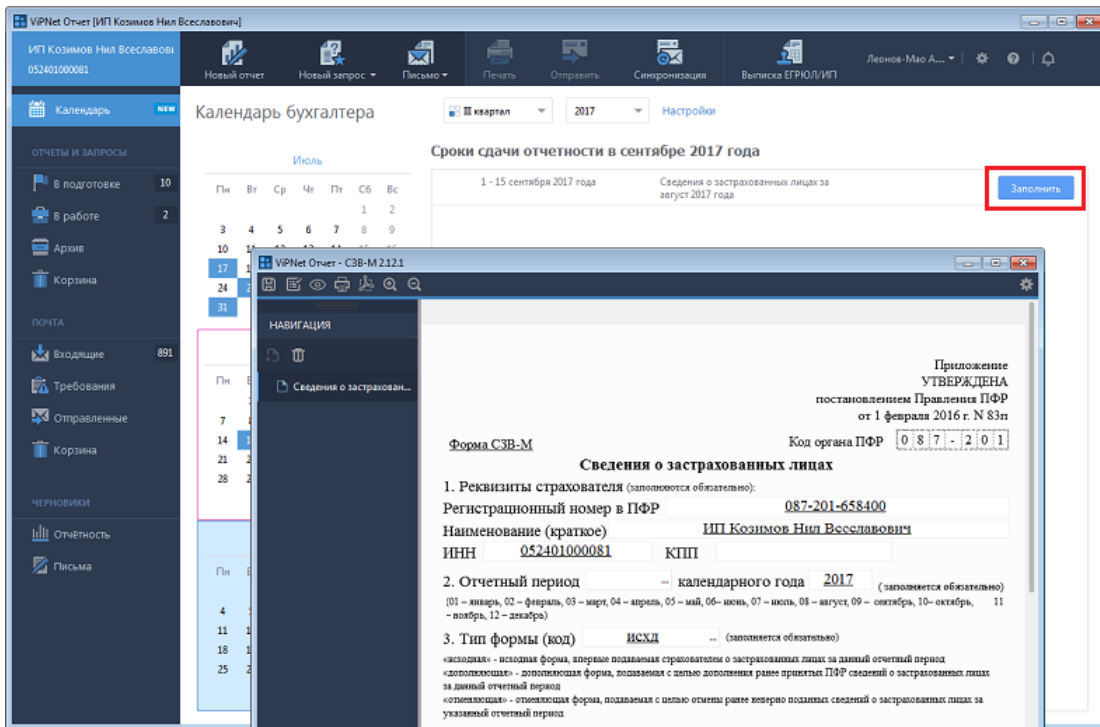 ViPNet Отчет [ИП Козимов Нил Всеславович]
ИП Козимов Нил Всеславови
052401000081
Новый отчет
Новый запрос
Письмо
Печать
Отправить
Синхронизация
Выписка ЕГРЮЛ/ИП
Леонов-Мао А...
Календарь
NEW
ОТЧЕТЫ И ЗАПРОСЫ
В подготовке 10
В работе 2
Архив
Корзина
ПОЧТА
Входящие 891
Требования
Отправленные
Корзина
ЧЕРНОВИКИ
Отчётность
Письма
Календарь бухгалтера
III квартал
2017
Настройки
Июль
Пн Вт Ср Чт Пт Сб Вс
1 2
3 4 5 6 7 8 9
10
17
24
31
Пн
7
14
21
28
Пн
4
11
18
25
Сроки сдачи отчетности в сентябре 2017 года
1 - 15 сентября 2017 года
Сведения о застрахованных лицах за
август 2017 года
Заполнить
ViPNet Отчет - СЗВ-М 2.12.1
НАВИГАЦИЯ
Сведения о застрахован...
Приложение
УТВЕРЖДЕНА
постановлением Правления ПФР
от 1 февраля 2016 г. N 83п
Форма СЗВ-М
Код органа ПФР 0 8 7 - 2 0 1
Сведения о застрахованных лицах
1. Реквизиты страхователя (заполняются обязательно):
Регистрационный номер в ПФР 087-201-658400
Наименование (краткое) ИП Козимов Нил Всеславович
ИНН 052401000081 КПП
2. Отчетный период ... календарного года 2017 (заполняется обязательно)
(01 – январь, 02 – февраль, 03 – март, 04 – апрель, 05 – май, 06– июнь, 07 – июль, 08 – август, 09 – сентябрь, 10– октябрь, 11
– ноябрь, 12 – декабрь)
3. Тип формы (код) ИСХД ... (заполняется обязательно)
«исходная» - исходная форма, впервые подаваемая страхователем о застрахованных лицах за данный отчетный период
«дополняющая» - дополняющая форма, подаваемая с целью дополнения ранее принятых ПФР сведений о застрахованных лицах
за данный отчетный период
«отменяющая» - отменяющая форма, подаваемая с целью отмены ранее неверно поданных сведений о застрахованных лицах за
указанный отчетный период